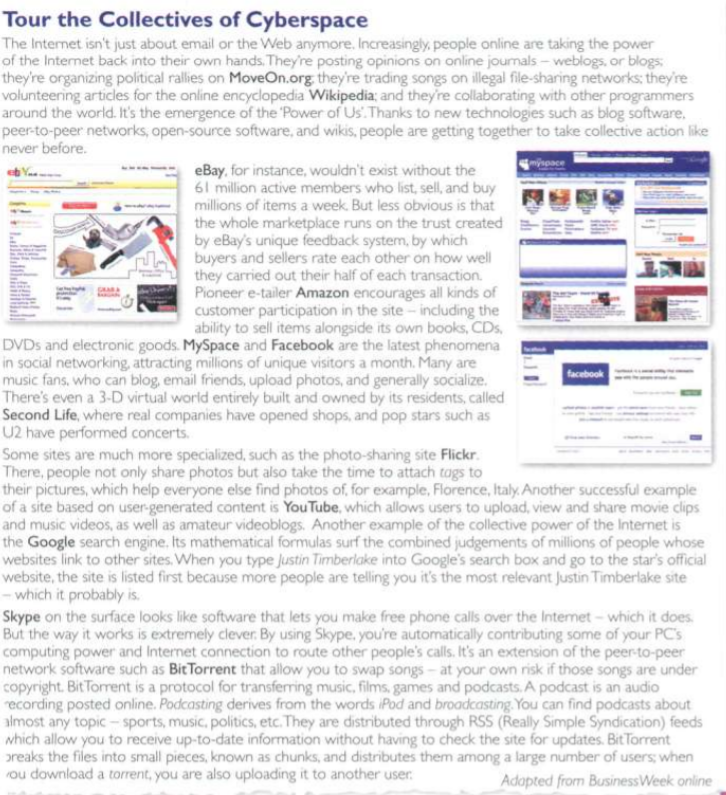 Tour the Collectives of Cyberspace
The Internet isn't just about email or the Web anymore. Increasingly, people online are taking the power
of the Internet back into their own hands. They're posting opinions on online journals – weblogs, or blogs;
they're organizing political rallies on MoveOn.org; they're trading songs on illegal file-sharing networks; they're
volunteering articles for the online encyclopedia Wikipedia; and they're collaborating with other programmers
around the world. It's the emergence of the 'Power of Us'. Thanks to new technologies such as blog software,
peer-to-peer networks, open-source software, and wikis, people are getting together to take collective action like
never before.
eBay, for instance, wouldn't exist without the
61 million active members who list, sell, and buy
millions of items a week. But less obvious is that
the whole marketplace runs on the trust created
by eBay's unique feedback system, by which
buyers and sellers rate each other on how well
they carried out their half of each transaction.
Pioneer e-tailer Amazon encourages all kinds of
customer participation in the site – including the
ability to sell items alongside its own books, CDs,
DVDs and electronic goods. MySpace and Facebook are the latest phenomena
in social networking, attracting millions of unique visitors a month. Many are
music fans, who can blog, email friends, upload photos, and generally socialize.
There's even a 3-D virtual world entirely built and owned by its residents, called
Second Life, where real companies have opened shops, and pop stars such as
U2 have performed concerts.
myspace
facebook
facebook
Some sites are much more specialized, such as the photo-sharing site Flickr.
There, people not only share photos but also take the time to attach tags to
their pictures, which help everyone else find photos of, for example, Florence, Italy. Another successful example
of a site based on user-generated content is YouTube, which allows users to upload, view and share movie clips
and music videos, as well as amateur videoblogs. Another example of the collective power of the Internet is
the Google search engine. Its mathematical formulas surf the combined judgements of millions of people whose
websites link to other sites. When you type Justin Timberlake into Google's search box and go to the star's official
website, the site is listed first because more people are telling you it's the most relevant Justin Timberlake site
– which it probably is.
Skype on the surface looks like software that lets you make free phone calls over the Internet – which it does.
But the way it works is extremely clever. By using Skype, you're automatically contributing some of your PC's
computing power and Internet connection to route other people's calls. It's an extension of the peer-to-peer
network software such as BitTorrent that allow you to swap songs – at your own risk if those songs are under
copyright. BitTorrent is a protocol for transferring music, films, games and podcasts. A podcast is an audio
recording posted online. Podcasting derives from the words iPod and broadcasting. You can find podcasts about
almost any topic – sports, music, politics, etc. They are distributed through RSS (Really Simple Syndication) feeds
which allow you to receive up-to-date information without having to check the site for updates. BitTorrent
breaks the files into small pieces, known as chunks, and distributes them among a large number of users; when
you download a torrent, you are also uploading it to another user.
Adapted from BusinessWeek online